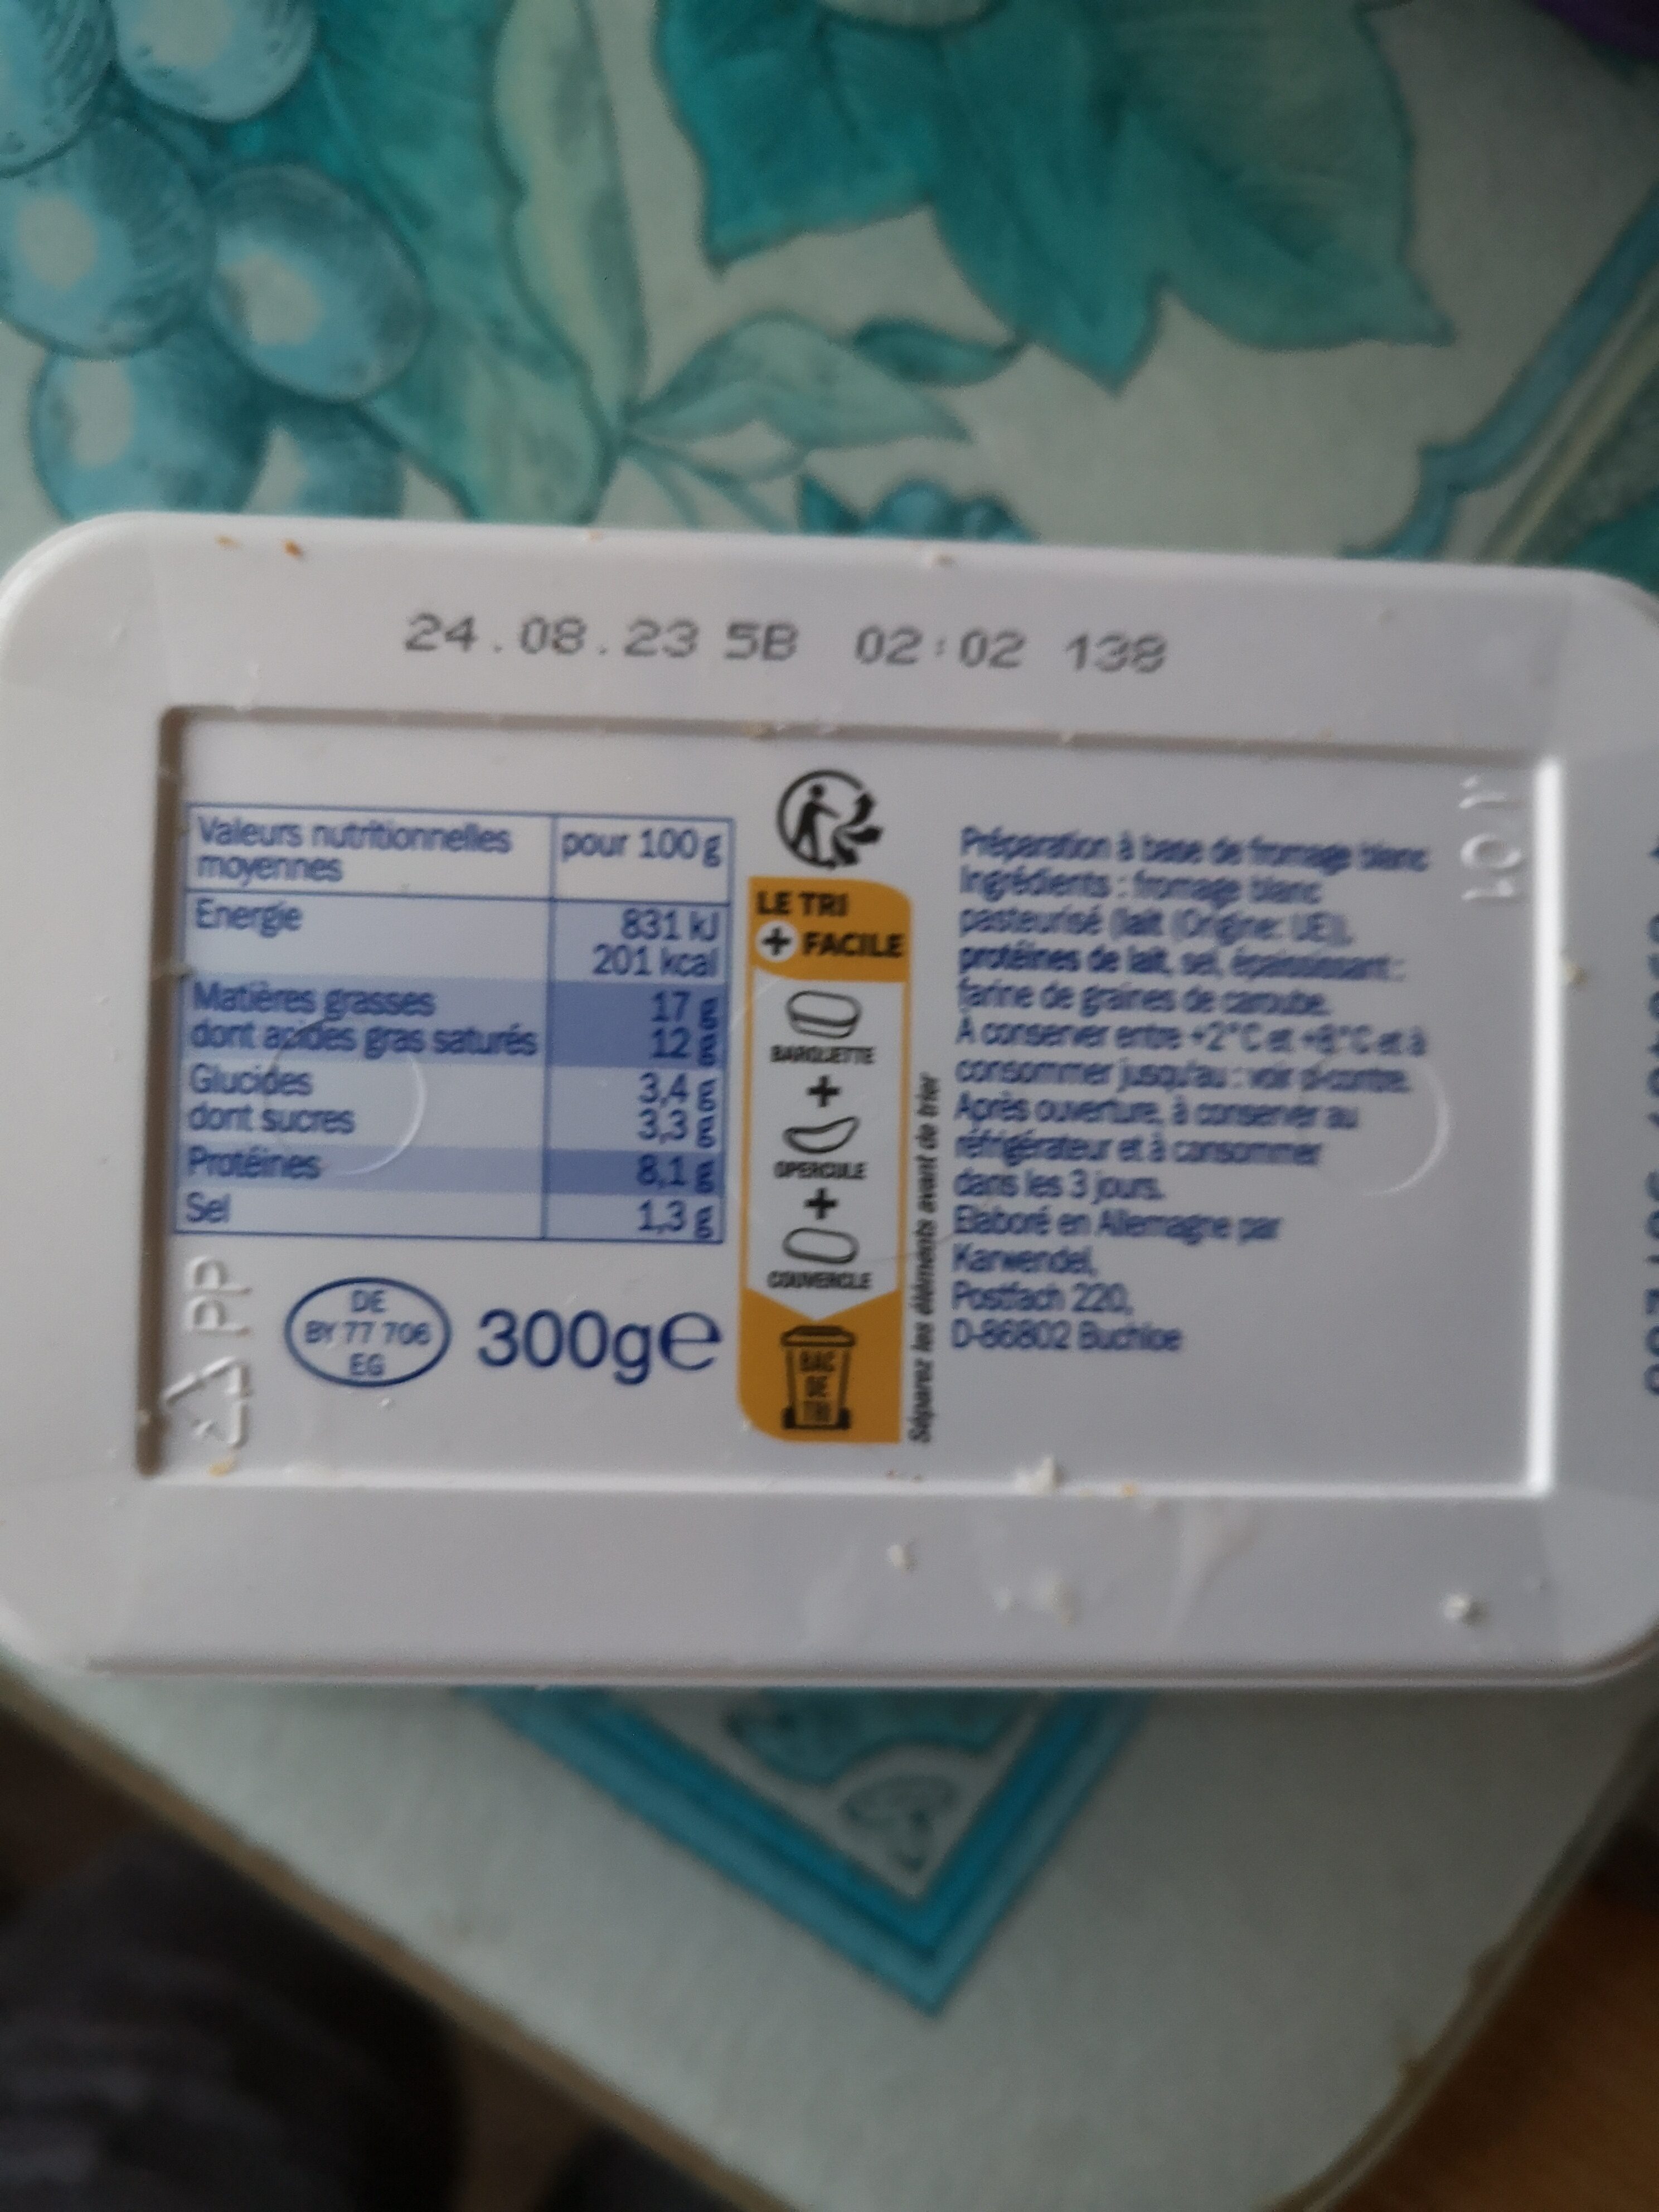 24.08.23 5B 02:02 138
Valeurs nutritionnelles
moyennes
pour 100 g
Energie
831 kJ
201 kcal
Matières grasses
17 g
dont acides gras saturés
12 g
Glucides
3,4 g
dont sucres
3,3 g
Protéines
8,1 g
Sel
1,3 g
PP
DE
BY 77 706
EG
300g e
LE TRI
+ FACILE
BARQUETTE
+
OPERCULE
+
COUVERCLE
BAC
DE
TRI
Séparez les éléments avant de trier
Préparation à base de fromage blanc
Ingrédients : fromage blanc
pasteurisé (lait (Origine: UE)),
protéines de lait, sel, épaississant :
farine de graines de caroube.
À conserver entre +2°C et +8°C et à
consommer jusqu'au : voir ci-contre.
Après ouverture, à conserver au
réfrigérateur et à consommer
dans les 3 jours.
Elaboré en Allemagne par
Karwendel,
Postfach 220,
D-86802 Buchloe